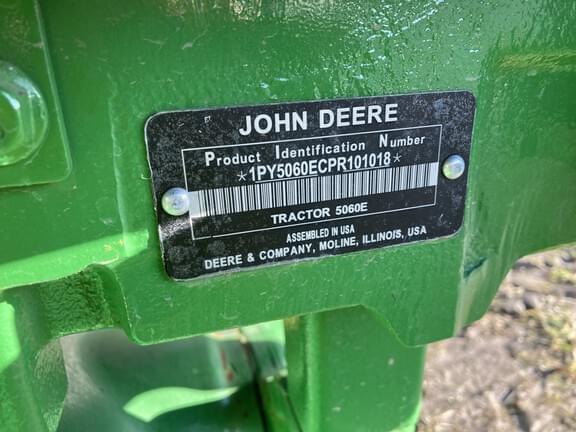 JOHN DEERE
Product Identification Number
*1PY5060ECPR101018*
TRACTOR 5060E
ASSEMBLED IN USA
DEERE & COMPANY, MOLINE, ILLINOIS, USA